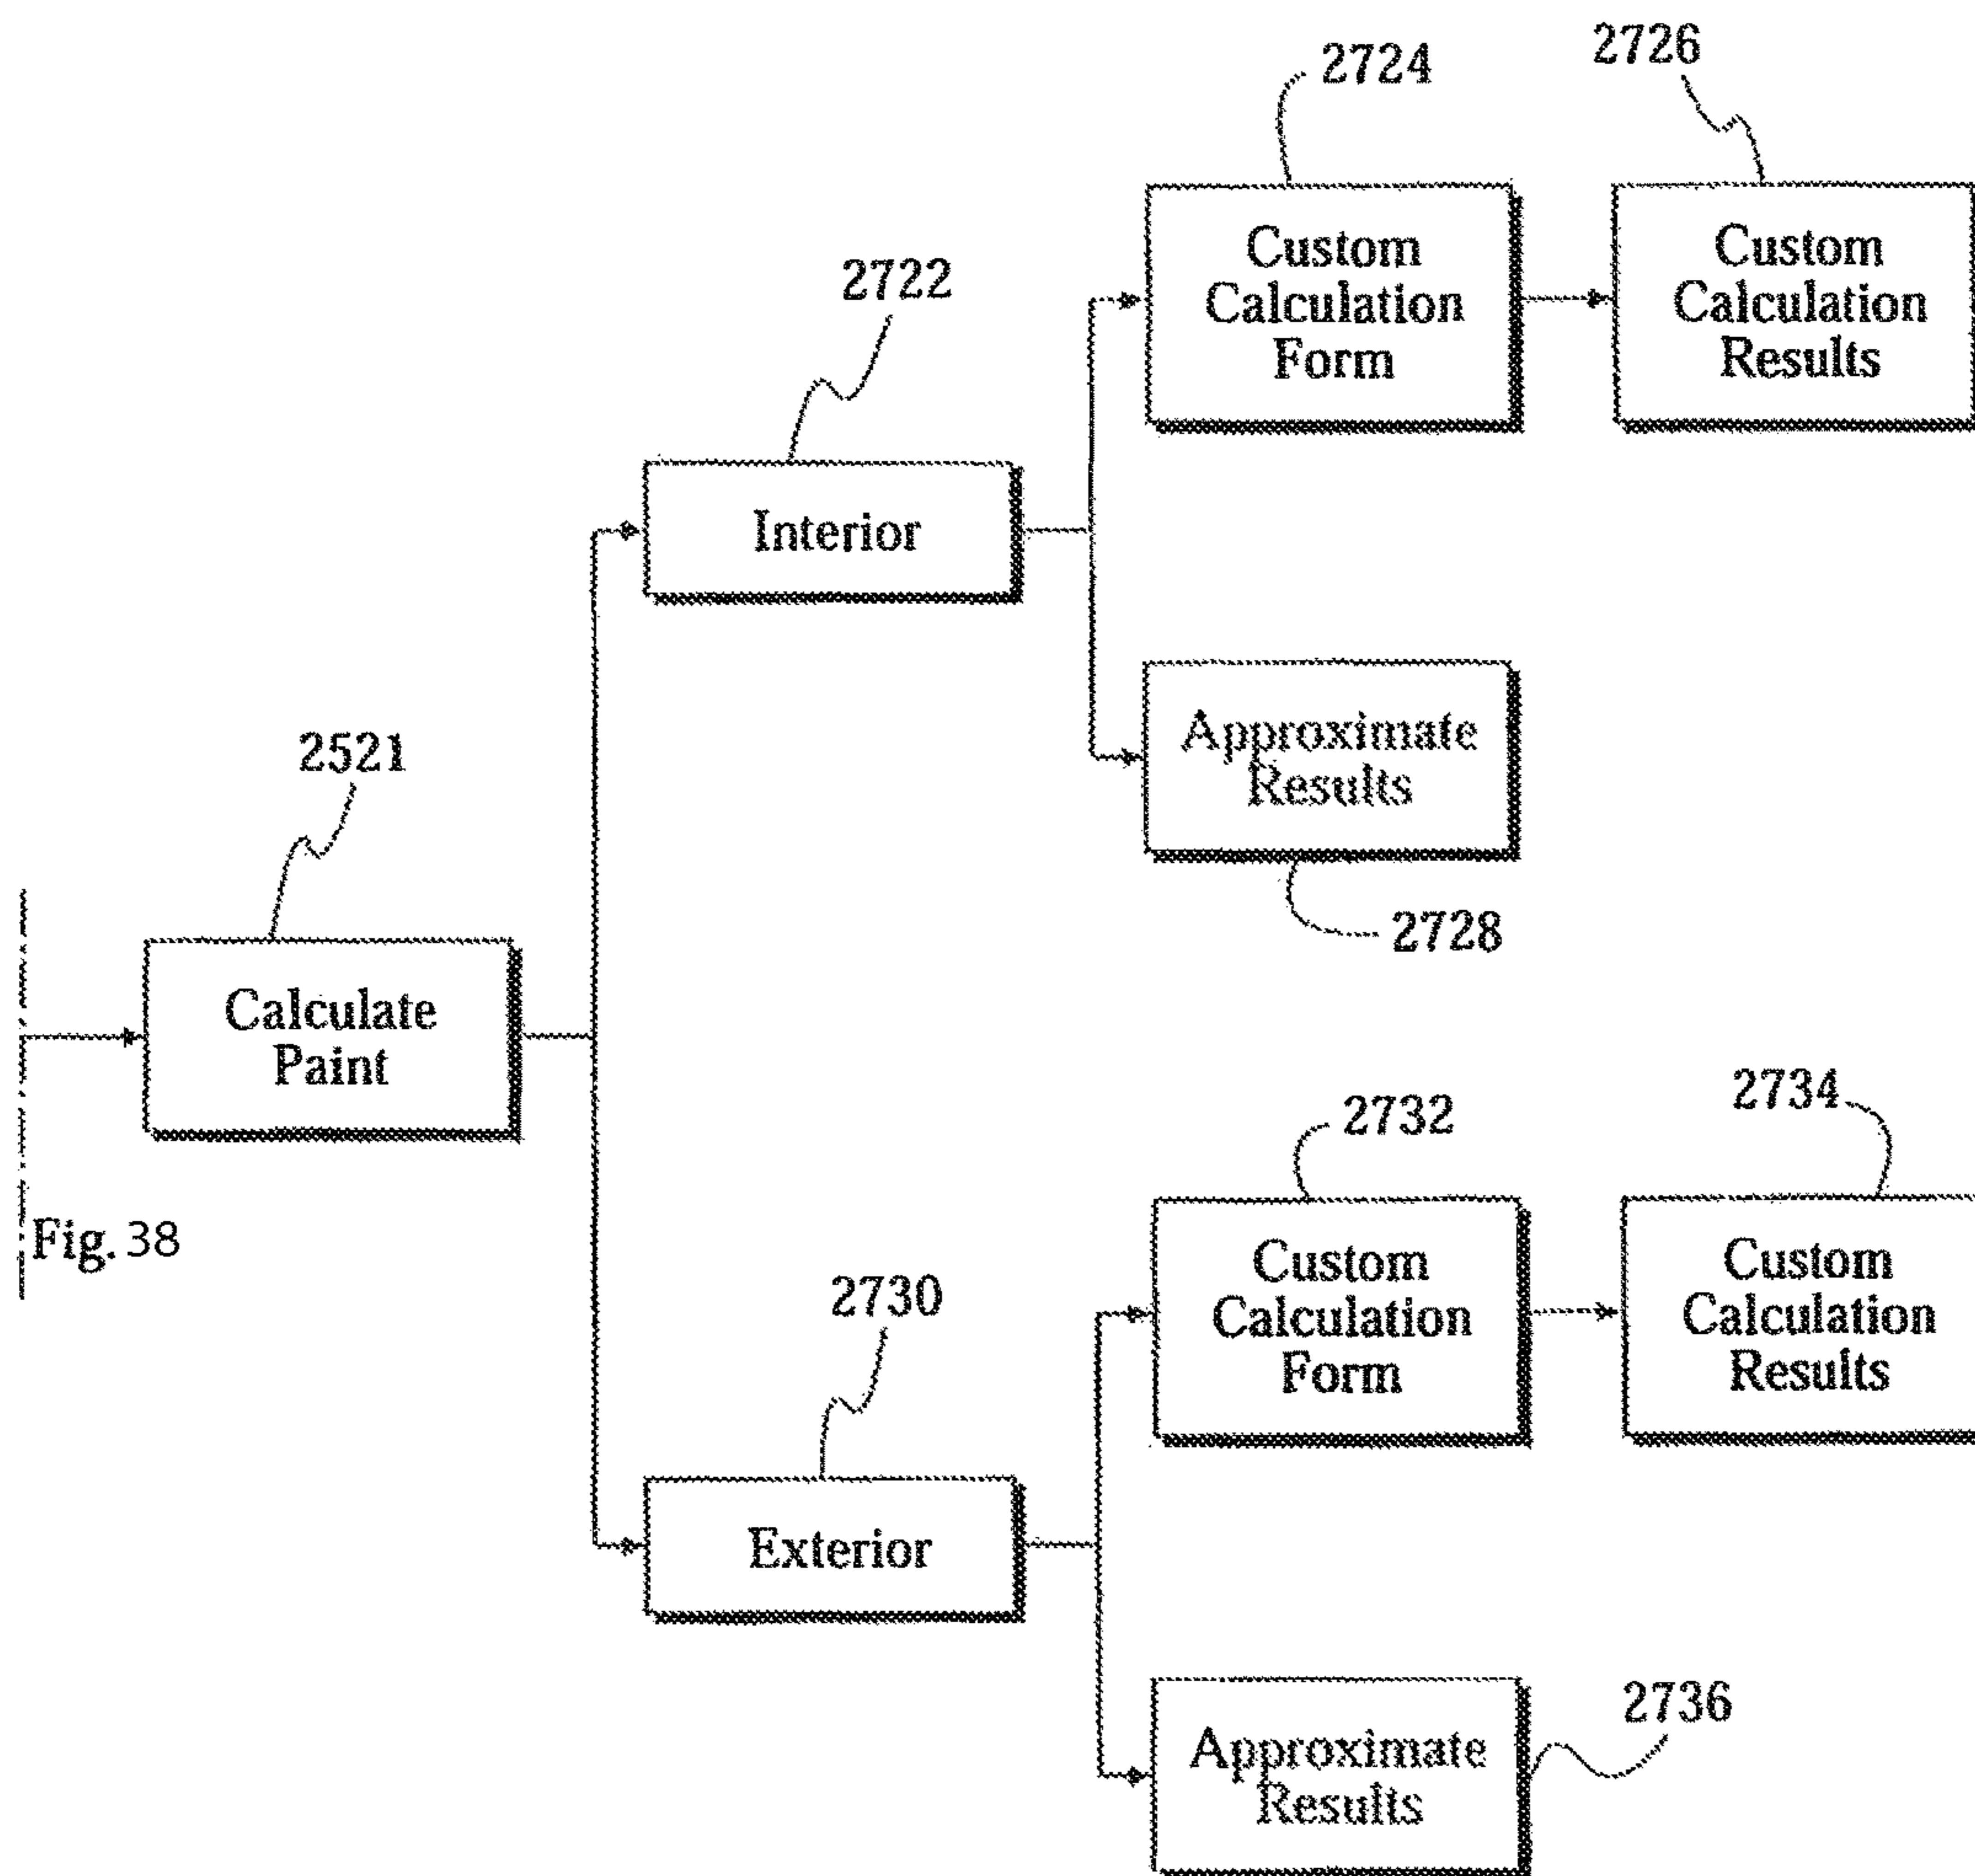 2726
2724
Custom
Calculation
Form
Custom
Calculation
Results
2722
Interior
Approximate
Results
2728
2521
Calculate
Paint
Fig. 38
2734
2732
Custom
Calculation
Form
Custom
Calculation
Results
2730
Exterior
2736
Approximate
Results